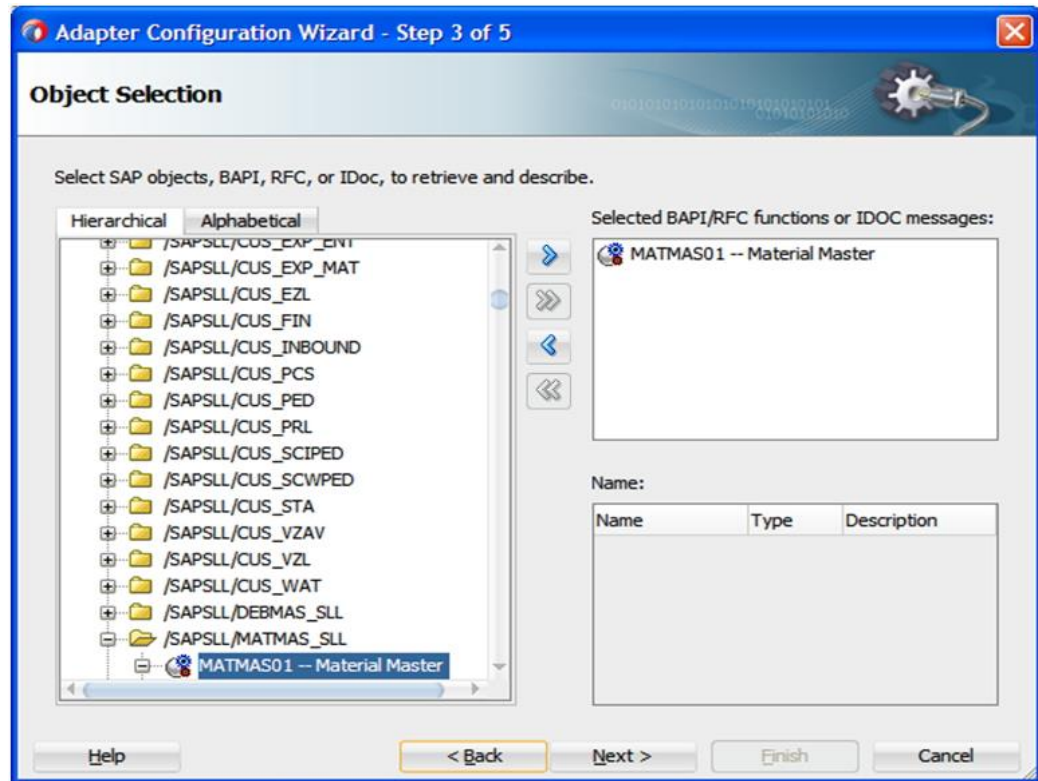 Adapter Configuration Wizard - Step 3 of 5
Object Selection
Select SAP objects, BAPI, RFC, or IDoc, to retrieve and describe.
Hierarchical Alphabetical
/SAPSLL/CUS_EXP_ENT
/SAPSLL/CUS_EXP_MAT
/SAPSLL/CUS_EZL
/SAPSLL/CUS_FIN
/SAPSLL/CUS_INBOUND
/SAPSLL/CUS_PCS
/SAPSLL/CUS_PED
/SAPSLL/CUS_PRL
/SAPSLL/CUS_SCIPED
/SAPSLL/CUS_SCWPED
/SAPSLL/CUS_STA
/SAPSLL/CUS_VZAV
/SAPSLL/CUS_VZL
/SAPSLL/CUS_WAT
/SAPSLL/DEBMAS_SLL
/SAPSLL/MATMAS_SLL
MATMAS01 -- Material Master
Selected BAPI/RFC functions or IDOC messages:
MATMAS01 -- Material Master
Name:
Name Type Description
Help < Back Next > Finish Cancel